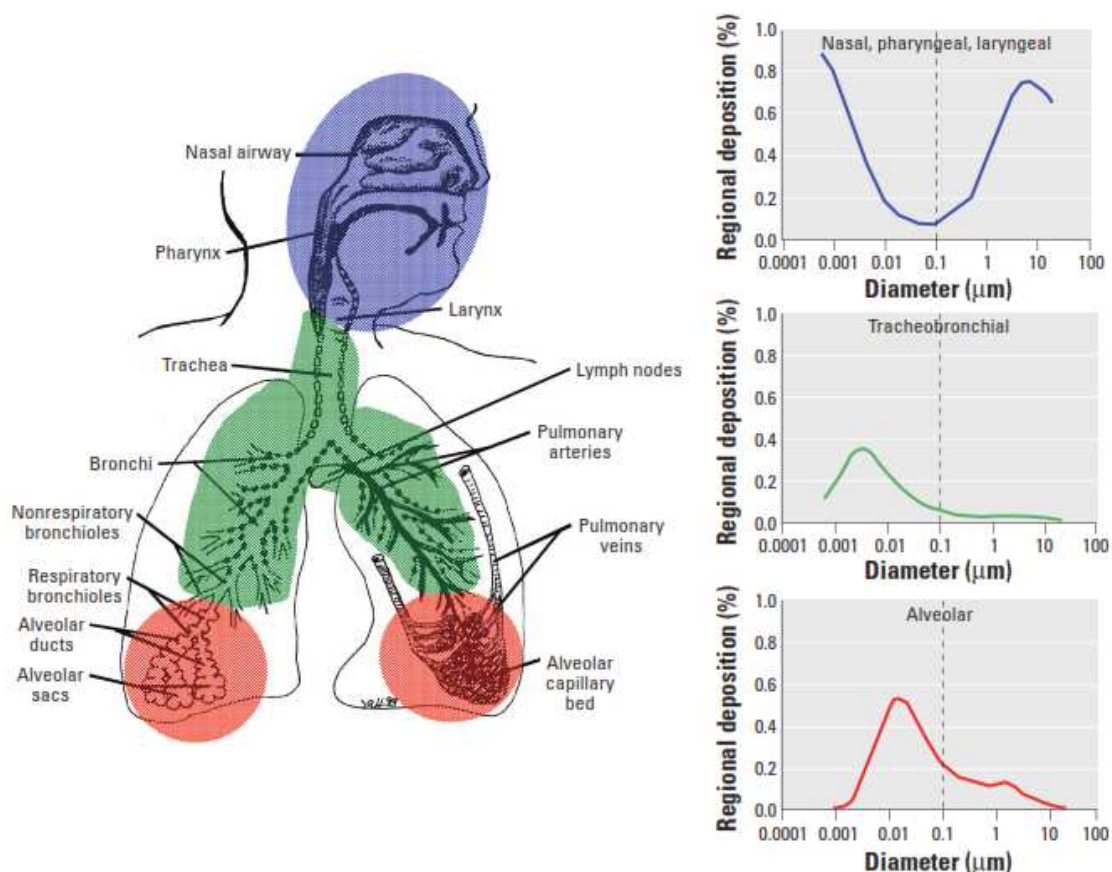 Nasal airway
Pharynx
Larynx
Trachea
Lymph nodes
Bronchi
Pulmonary
arteries
Nonrespiratory
bronchioles
Pulmonary
veins
Respiratory
bronchioles
Alveolar
ducts
Alveolar
sacs
Alveolar
capillary
bed
Regional deposition (%)
Nasal, pharyngeal, laryngeal
1.0
0.8
0.6
0.4
0.2
0.0
0.0001 0.001 0.01 0.1 1 10 100
Diameter (μm)
Regional deposition (%)
Tracheobronchial
1.0
0.8
0.6
0.4
0.2
0.0
0.0001 0.001 0.01 0.1 1 10 100
Diameter (μm)
Regional deposition (%)
Alveolar
1.0
0.8
0.6
0.4
0.2
0.0
0.0001 0.001 0.01 0.1 1 10 100
Diameter (μm)